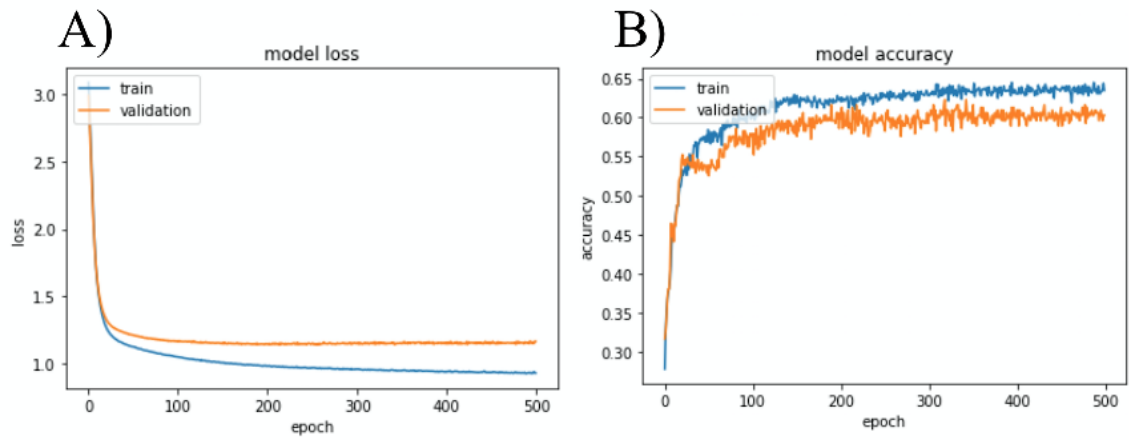 A)
model loss
train
validation
3.0
2.5
2.0
1.5
1.0
loss
0
100
200
300
400
500
epoch
B)
model accuracy
train
validation
0.65
0.60
0.55
0.50
0.45
0.40
0.35
0.30
accuracy
0
100
200
300
400
500
epoch